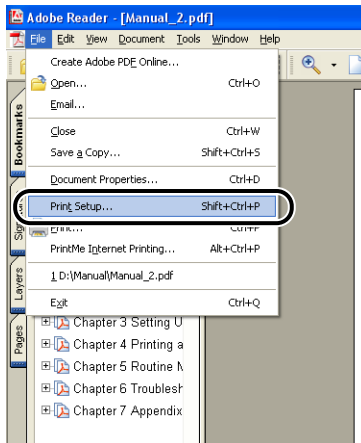 Adobe Reader - [Manual_2.pdf]
File Edit View Document Tools Window Help
Create Adobe PDF Online...
Open... Ctrl+O
Email...
Close Ctrl+W
Save a Copy... Shift+Ctrl+S
Document Properties... Ctrl+D
Print Setup... Shift+Ctrl+P
Print... Ctrl+P
PrintMe Internet Printing... Alt+Ctrl+P
1 D:\Manual\Manual_2.pdf
Exit Ctrl+Q
Bookmarks
Layers
Pages
Chapter 3 Setting U
Chapter 4 Printing a
Chapter 5 Routine M
Chapter 6 Troublesh
Chapter 7 Appendix